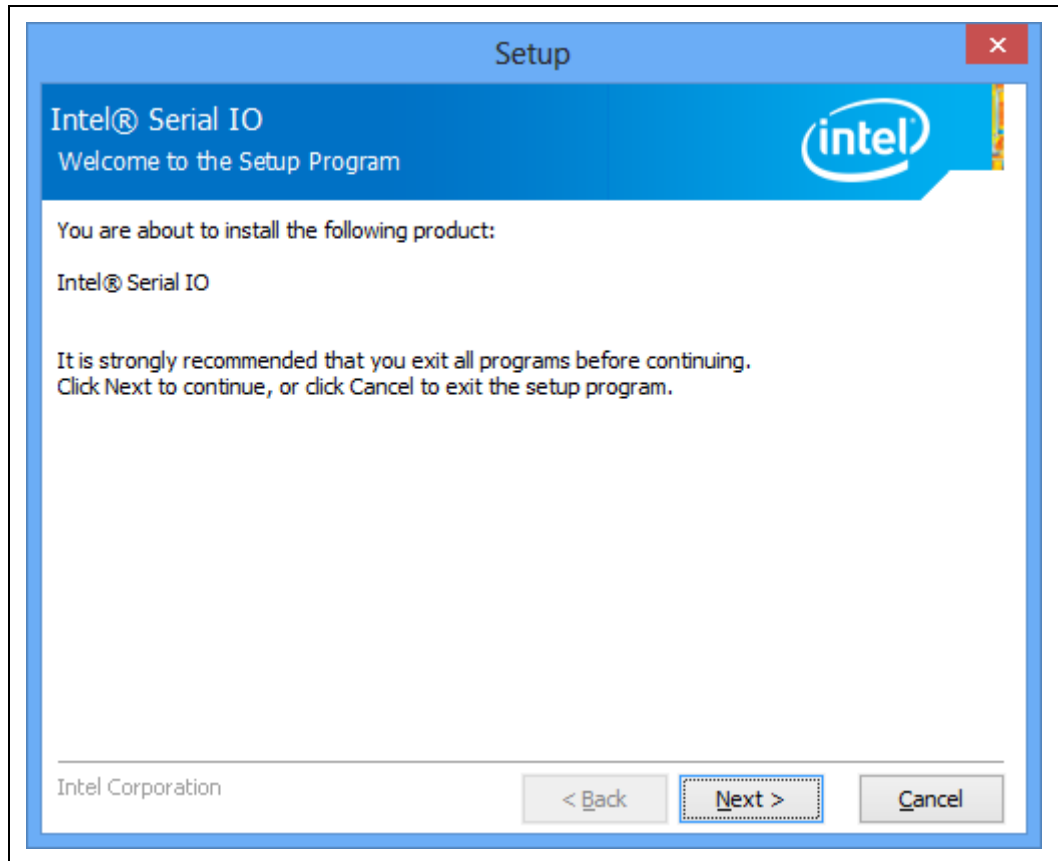 Setup
Intel® Serial IO
Welcome to the Setup Program
intel
You are about to install the following product:
Intel® Serial IO
It is strongly recommended that you exit all programs before continuing.
Click Next to continue, or click Cancel to exit the setup program.
Intel Corporation
< Back
Next >
Cancel